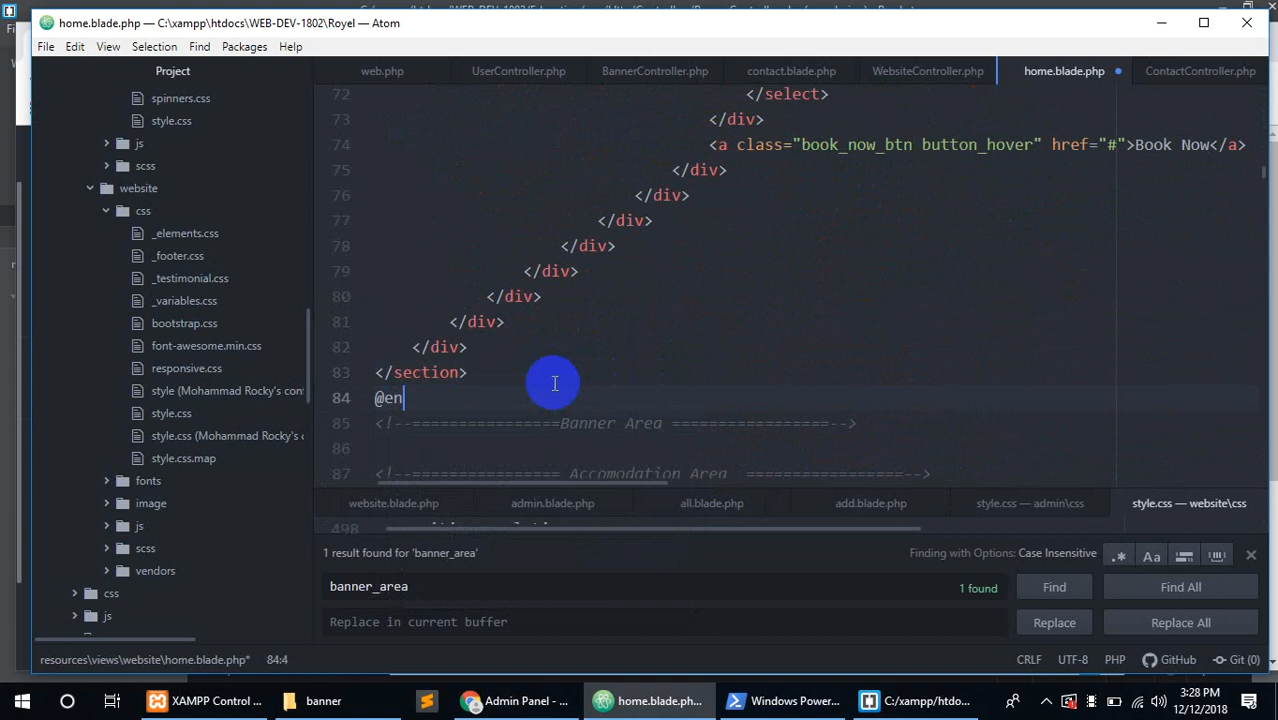 home.blade.php — C:\xampp\htdocs\WEB-DEV-1802\Royel — Atom
File Edit View Selection Find Packages Help
Project
web.php UserController.php BannerController.php contact.blade.php WebsiteController.php home.blade.php ContactController.php
spinners.css
style.css
js
scss
website
css
_elements.css
_footer.css
_testimonial.css
_variables.css
bootstrap.css
font-awesome.min.css
responsive.css
style (Mohammad Rocky's con
style.css
style.css (Mohammad Rocky's
style.css.map
fonts
image
js
scss
vendors
css
js
72 </select>
73 </div>
74 <a class="book_now_btn button_hover" href="#">Book Now</a>
75 </div>
76 </div>
77 </div>
78 </div>
79 </div>
80 </div>
81 </div>
82 </div>
83 </section>
84 @en
85 <!--================Banner Area =================-->
86
87 <!--================ Accomodation Area =================-->
website.blade.php admin.blade.php all.blade.php add.blade.php style.css — admin\css style.css — website\css
498
1 result found for 'banner_area' Finding with Options: Case Insensitive .* Aa
banner_area 1 found Find Find All
Replace in current buffer Replace Replace All
resources\views\website\home.blade.php* 84:4 CRLF UTF-8 PHP GitHub Git (0)
XAMPP Control ... banner Admin Panel - ... home.blade.ph... Windows Power... C:/xampp/htdo... 3:28 PM
12/12/2018